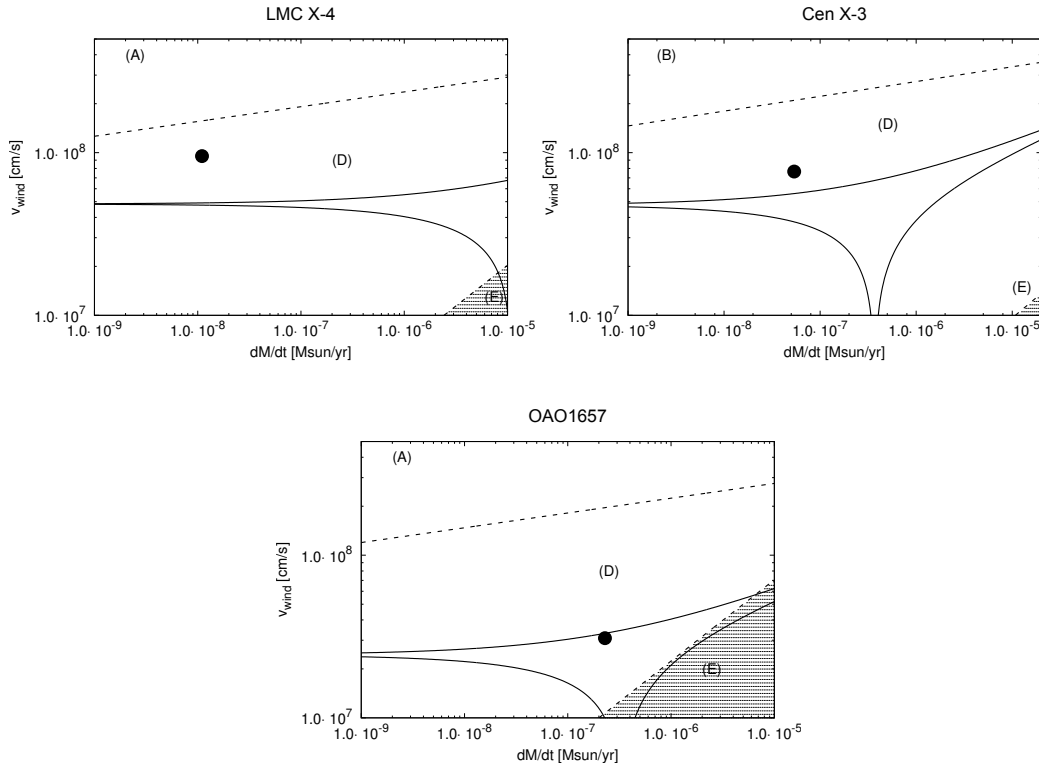 LMC X-4
(A)
(D)
(E)
1.0· 10^8
1.0· 10^7
v_wind [cm/s]
1.0· 10^-9
1.0· 10^-8
1.0· 10^-7
1.0· 10^-6
1.0· 10^-5
dM/dt [Msun/yr]
Cen X-3
(B)
(D)
(E)
1.0· 10^8
1.0· 10^7
v_wind [cm/s]
1.0· 10^-9
1.0· 10^-8
1.0· 10^-7
1.0· 10^-6
1.0· 10^-5
dM/dt [Msun/yr]
OAO1657
(A)
(D)
(E)
1.0· 10^8
1.0· 10^7
v_wind [cm/s]
1.0· 10^-9
1.0· 10^-8
1.0· 10^-7
1.0· 10^-6
1.0· 10^-5
dM/dt [Msun/yr]